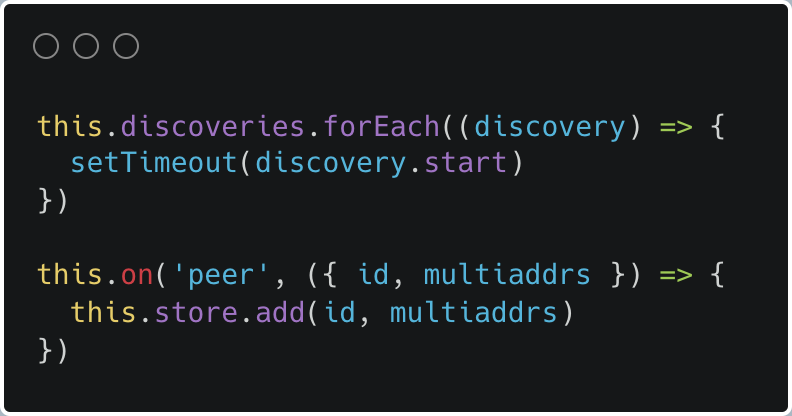 this.discoveries.forEach((discovery) => {
  setTimeout(discovery.start)
})

this.on('peer', ({ id, multiaddrs }) => {
  this.store.add(id, multiaddrs)
})